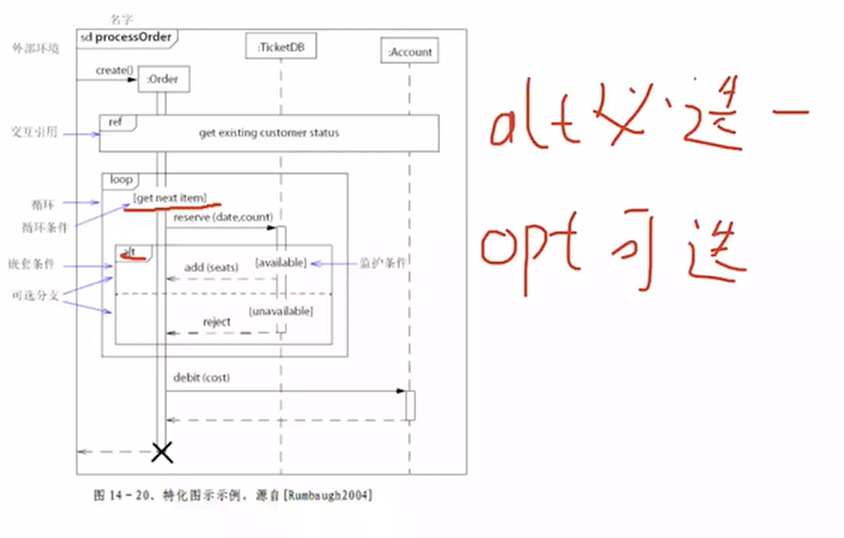 名字
sd processOrder
外部环境
:TicketDB
:Account
create()
:Order
ref
交互引用
get existing customer status
loop
循环
[get next item]
循环条件
reserve (date,count)
alt
嵌套条件
[available]
监护条件
add (seats)
可选分支
[unavailable]
reject
debit (cost)
图 14-20、特化图示示例，源自[Rumbaugh2004]
alt 必选一
opt 可选